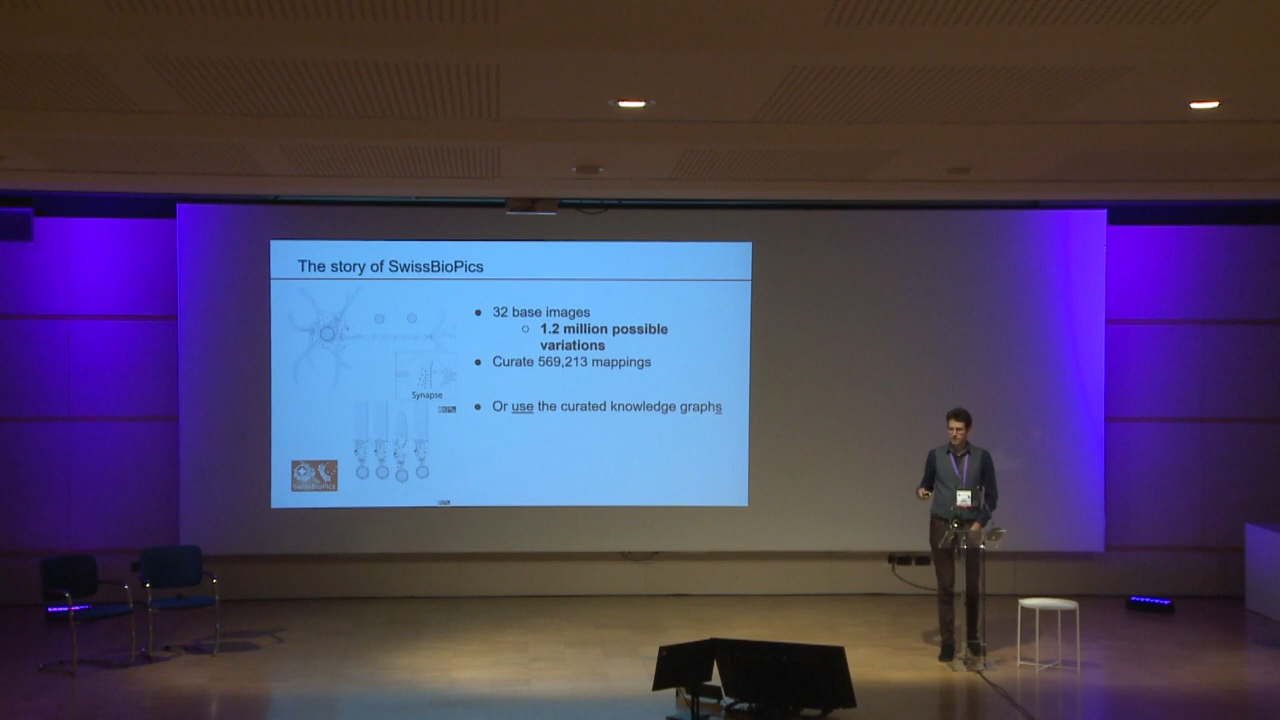 The story of SwissBioPics
32 base images
1.2 million possible
variations
Curate 569,213 mappings
Synapse
Or use the curated knowledge graphs
SwissBioPics